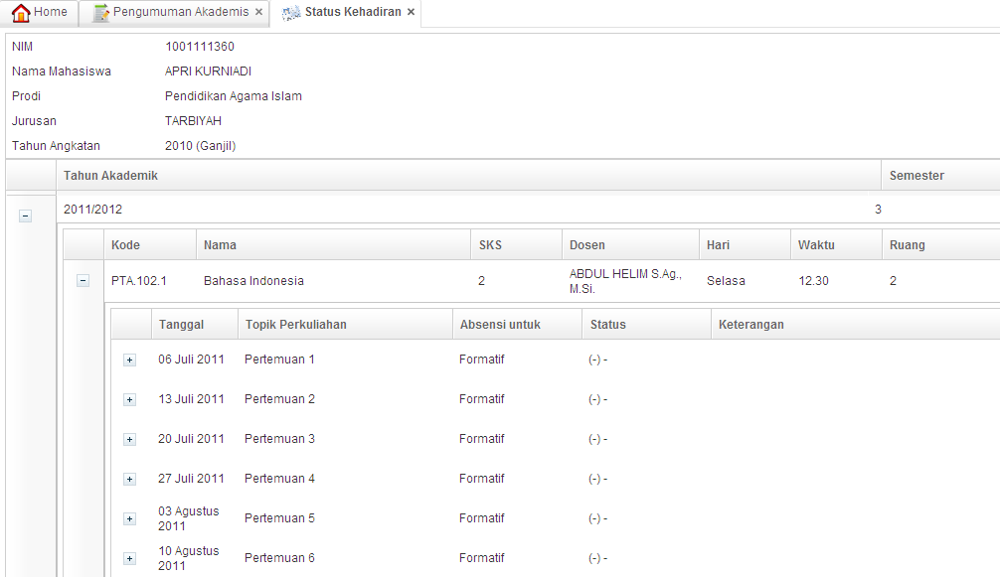 Home Pengumuman Akademis × Status Kehadiran ×
NIM 1001111360
Nama Mahasiswa APRI KURNIADI
Prodi Pendidikan Agama Islam
Jurusan TARBIYAH
Tahun Angkatan 2010 (Ganjil)
Tahun Akademik Semester
2011/2012 3
Kode Nama SKS Dosen Hari Waktu Ruang
PTA.102.1 Bahasa Indonesia 2 ABDUL HELIM S.Ag., Selasa 12.30 2
M.Si.
Tanggal Topik Perkuliahan Absensi untuk Status Keterangan
06 Juli 2011 Pertemuan 1 Formatif (-) -
13 Juli 2011 Pertemuan 2 Formatif (-) -
20 Juli 2011 Pertemuan 3 Formatif (-) -
27 Juli 2011 Pertemuan 4 Formatif (-) -
03 Agustus
2011 Pertemuan 5 Formatif (-) -
10 Agustus
2011 Pertemuan 6 Formatif (-) -